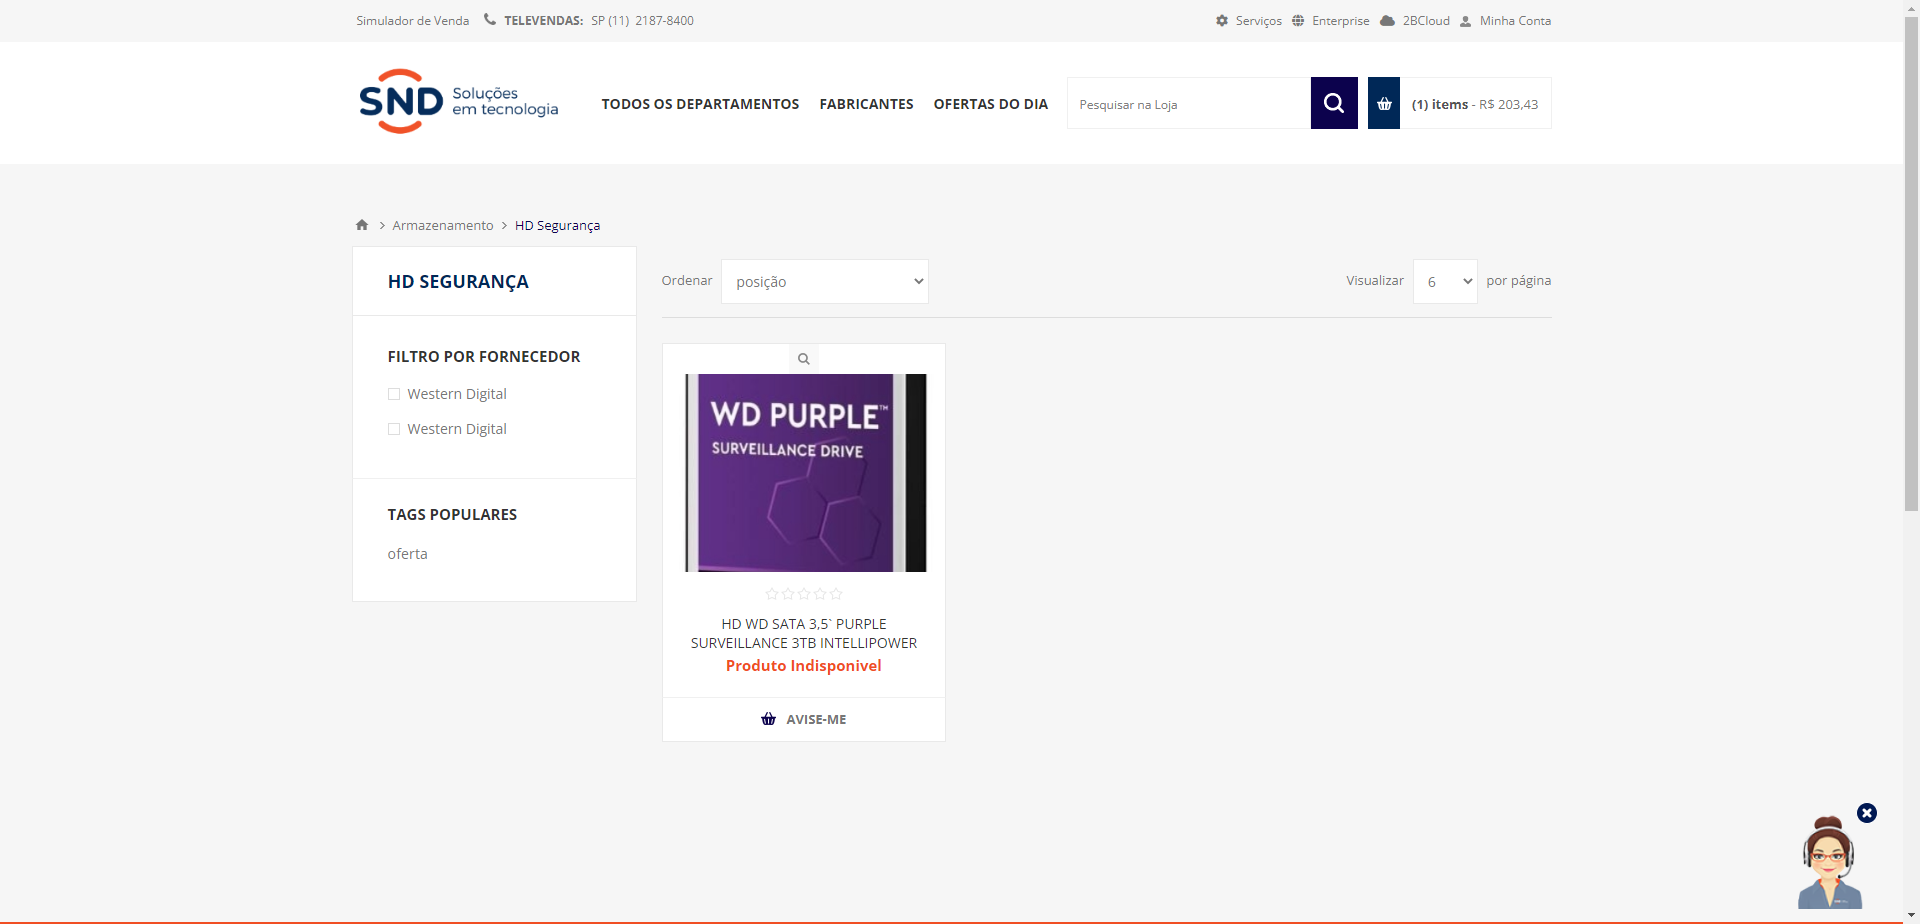 Simulador de Venda TELEVENDAS: SP (11) 2187-8400 Serviços Enterprise 2BCloud Minha Conta
SND Soluções em tecnologia
TODOS OS DEPARTAMENTOS FABRICANTES OFERTAS DO DIA Pesquisar na Loja (1) items - R$ 203,43
Armazenamento HD Segurança
HD SEGURANÇA
FILTRO POR FORNECEDOR
Western Digital
Western Digital
TAGS POPULARES
oferta
Ordenar posição Visualizar 6 por página
WD PURPLE™
SURVEILLANCE DRIVE
HD WD SATA 3,5` PURPLE
SURVEILLANCE 3TB INTELLIPOWER
Produto Indisponivel
AVISE-ME